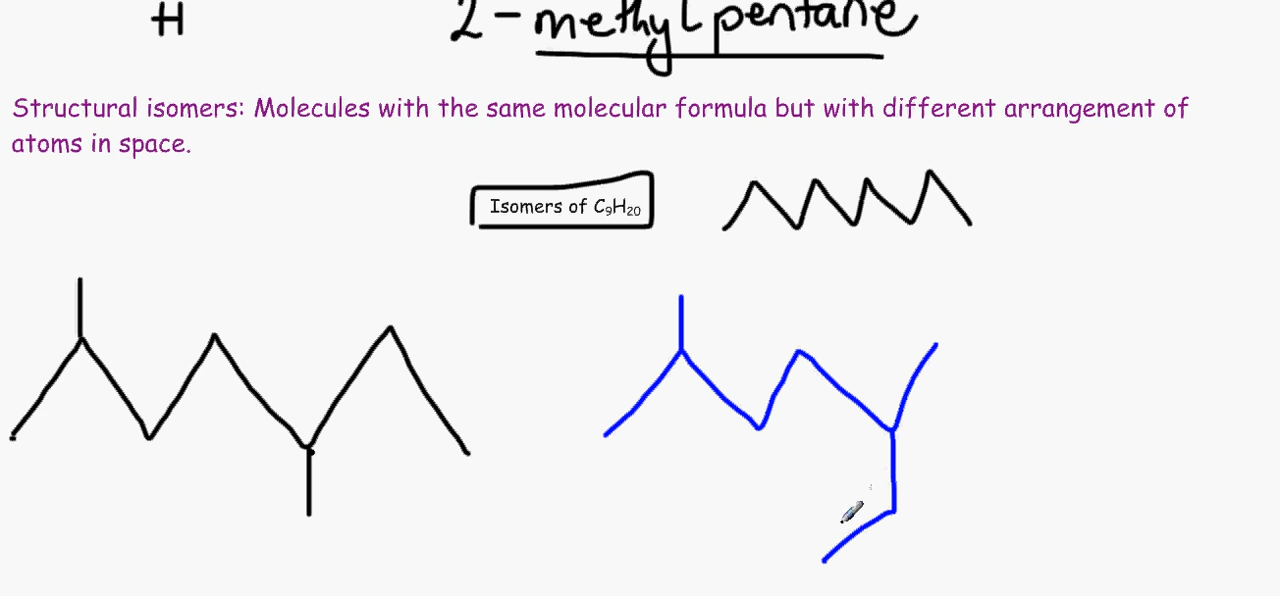 H
2-methylpentane
Structural isomers: Molecules with the same molecular formula but with different arrangement of
atoms in space.
Isomers of C₉H₂₀